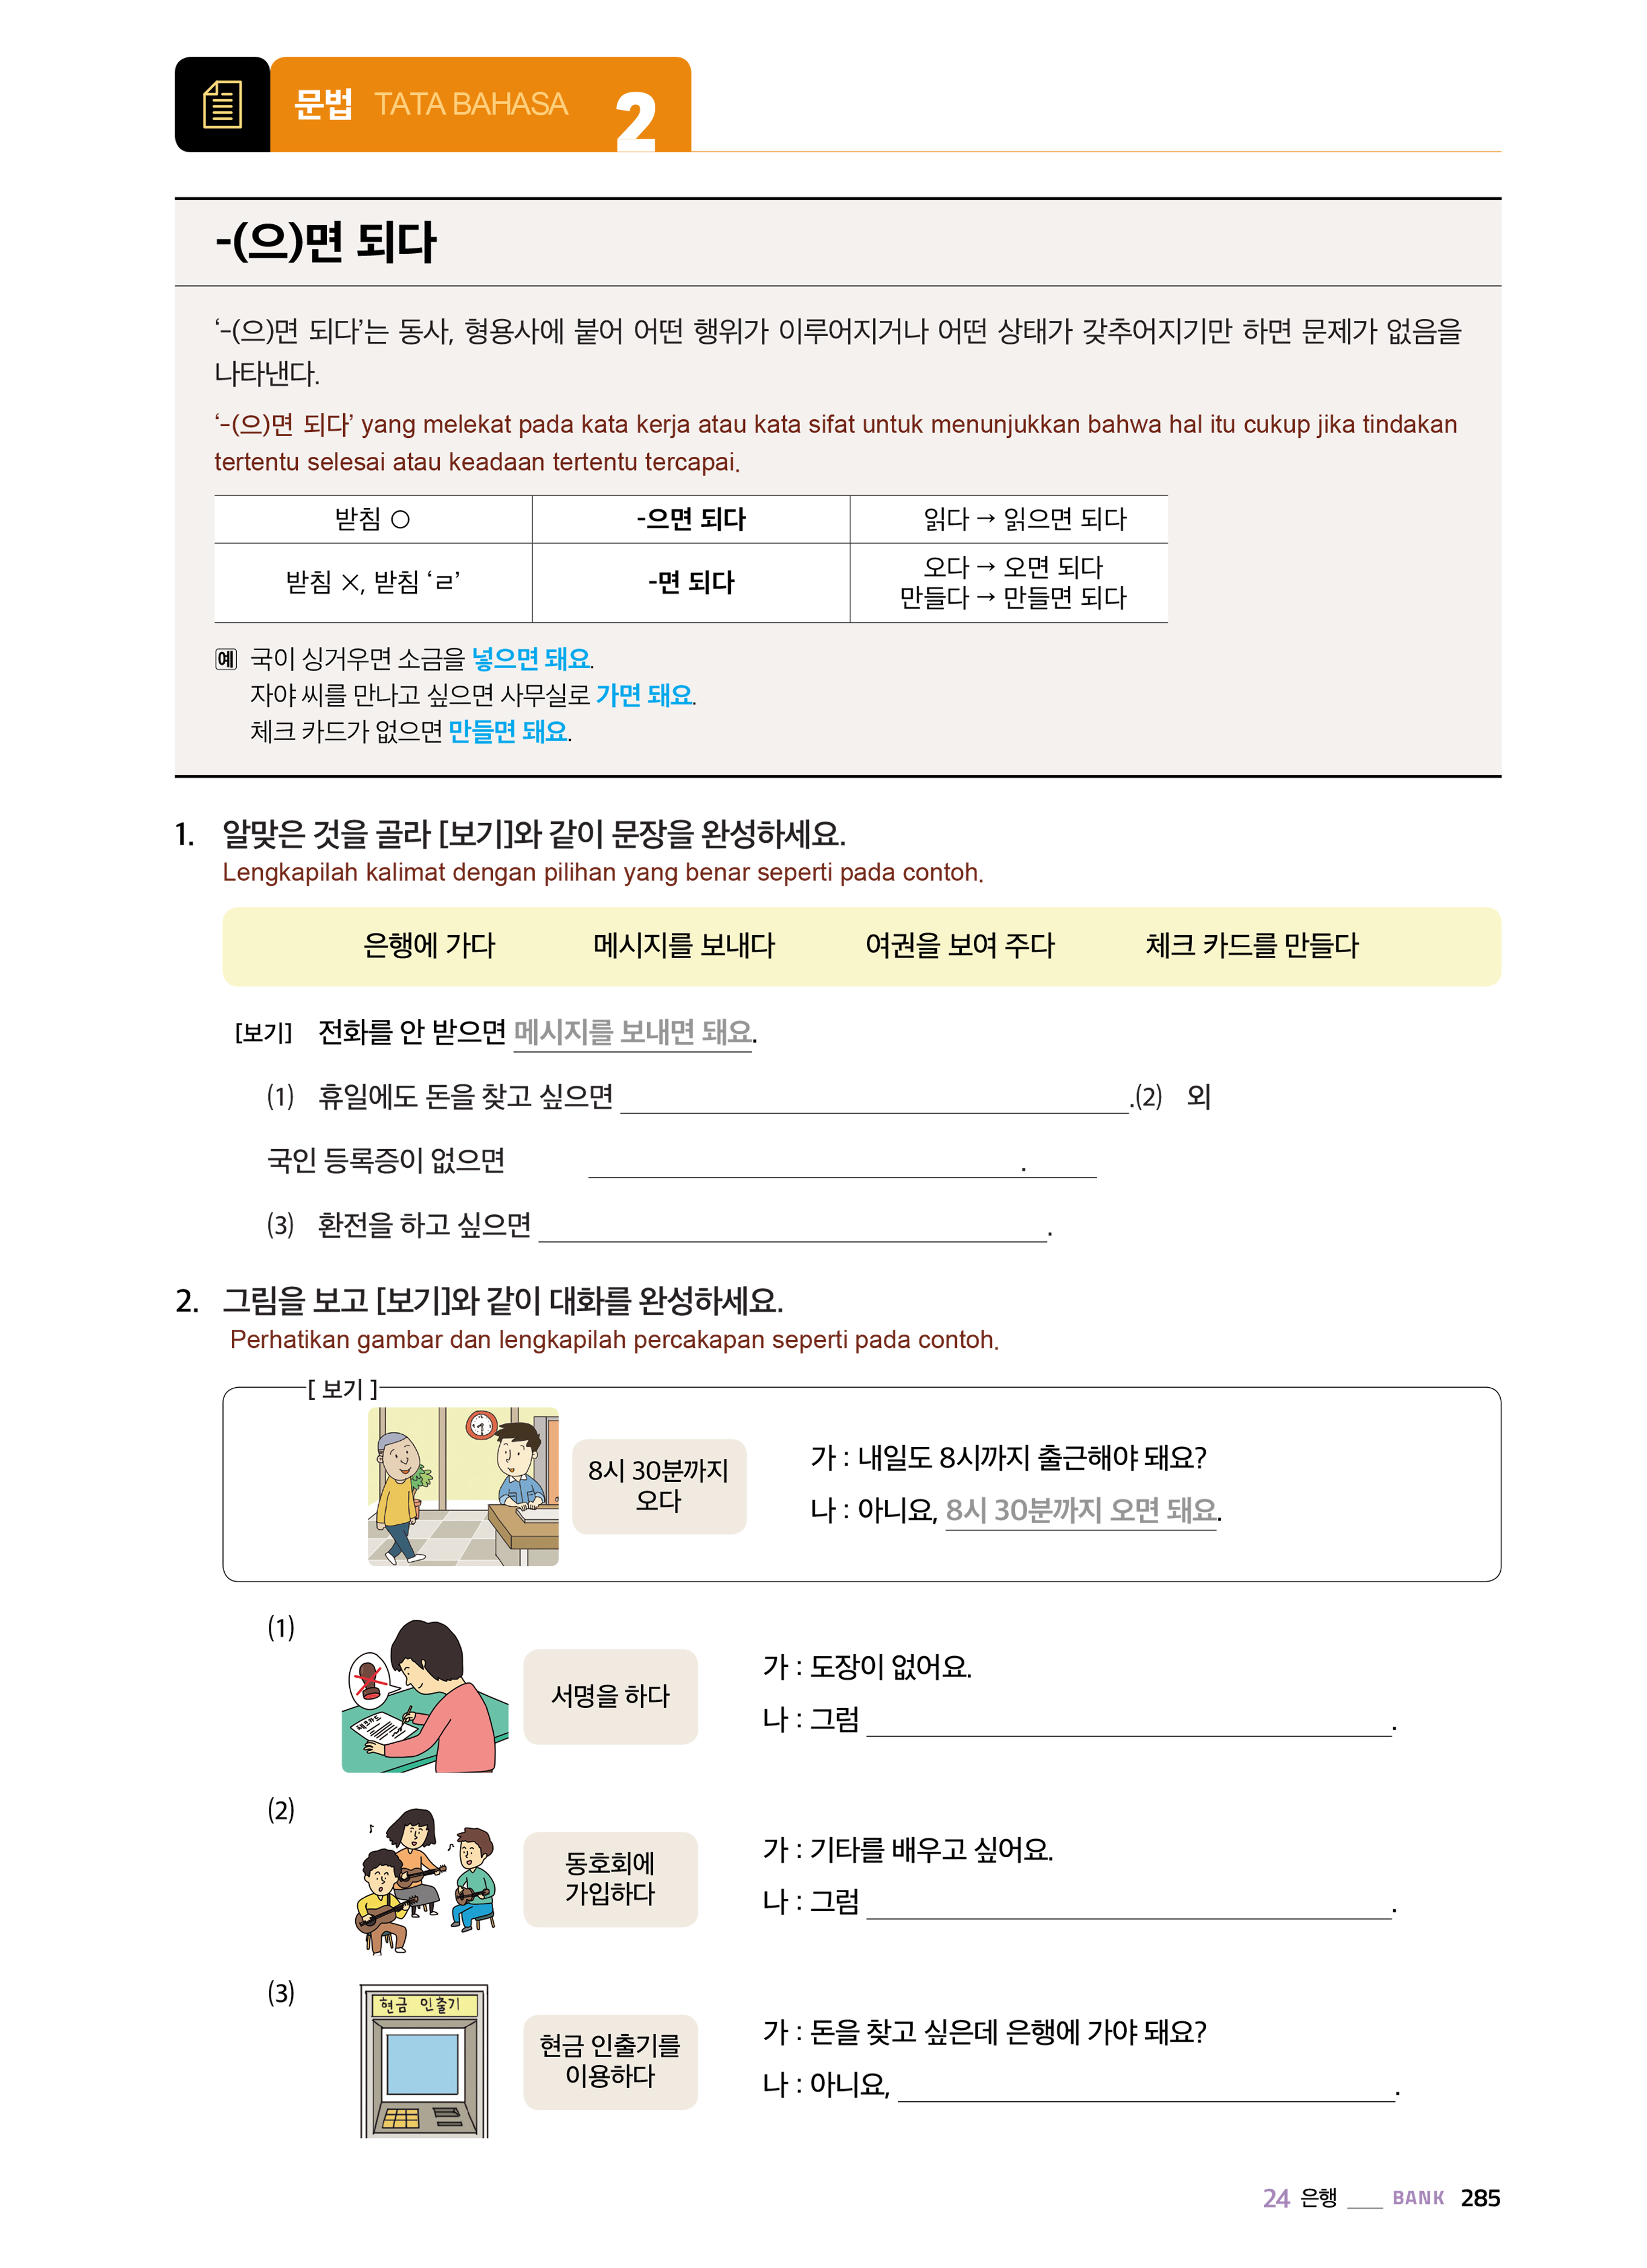 문법 TATA BAHASA 2
-(으)면 되다
‘-(으)면 되다’는 동사, 형용사에 붙어 어떤 행위가 이루어지거나 어떤 상태가 갖추어지기만 하면 문제가 없음을
나타낸다.
‘-(으)면 되다’ yang melekat pada kata kerja atau kata sifat untuk menunjukkan bahwa hal itu cukup jika tindakan
tertentu selesai atau keadaan tertentu tercapai.
받침 ○ -으면 되다 읽다 → 읽으면 되다
받침 ×, 받침 ‘ㄹ’ -면 되다 오다 → 오면 되다
만들다 → 만들면 되다
예 국이 싱거우면 소금을 넣으면 돼요.
자야 씨를 만나고 싶으면 사무실로 가면 돼요.
체크 카드가 없으면 만들면 돼요.
1. 알맞은 것을 골라 [보기]와 같이 문장을 완성하세요.
Lengkapilah kalimat dengan pilihan yang benar seperti pada contoh.
은행에 가다 메시지를 보내다 여권을 보여 주다 체크 카드를 만들다
[보기] 전화를 안 받으면 메시지를 보내면 돼요.
(1) 휴일에도 돈을 찾고 싶으면 ____________________.(2) 외
국인 등록증이 없으면 ____________________.
(3) 환전을 하고 싶으면 ____________________.
2. 그림을 보고 [보기]와 같이 대화를 완성하세요.
Perhatikan gambar dan lengkapilah percakapan seperti pada contoh.
[ 보기 ]
8시 30분까지
오다
가 : 내일도 8시까지 출근해야 돼요?
나 : 아니요, 8시 30분까지 오면 돼요.
(1)
체크카드
서명을 하다
가 : 도장이 없어요.
나 : 그럼 ____________________.
(2)
동호회에
가입하다
가 : 기타를 배우고 싶어요.
나 : 그럼 ____________________.
(3)
현금 인출기
현금 인출기를
이용하다
가 : 돈을 찾고 싶은데 은행에 가야 돼요?
나 : 아니요, ____________________.
24 은행 ___ BANK 285